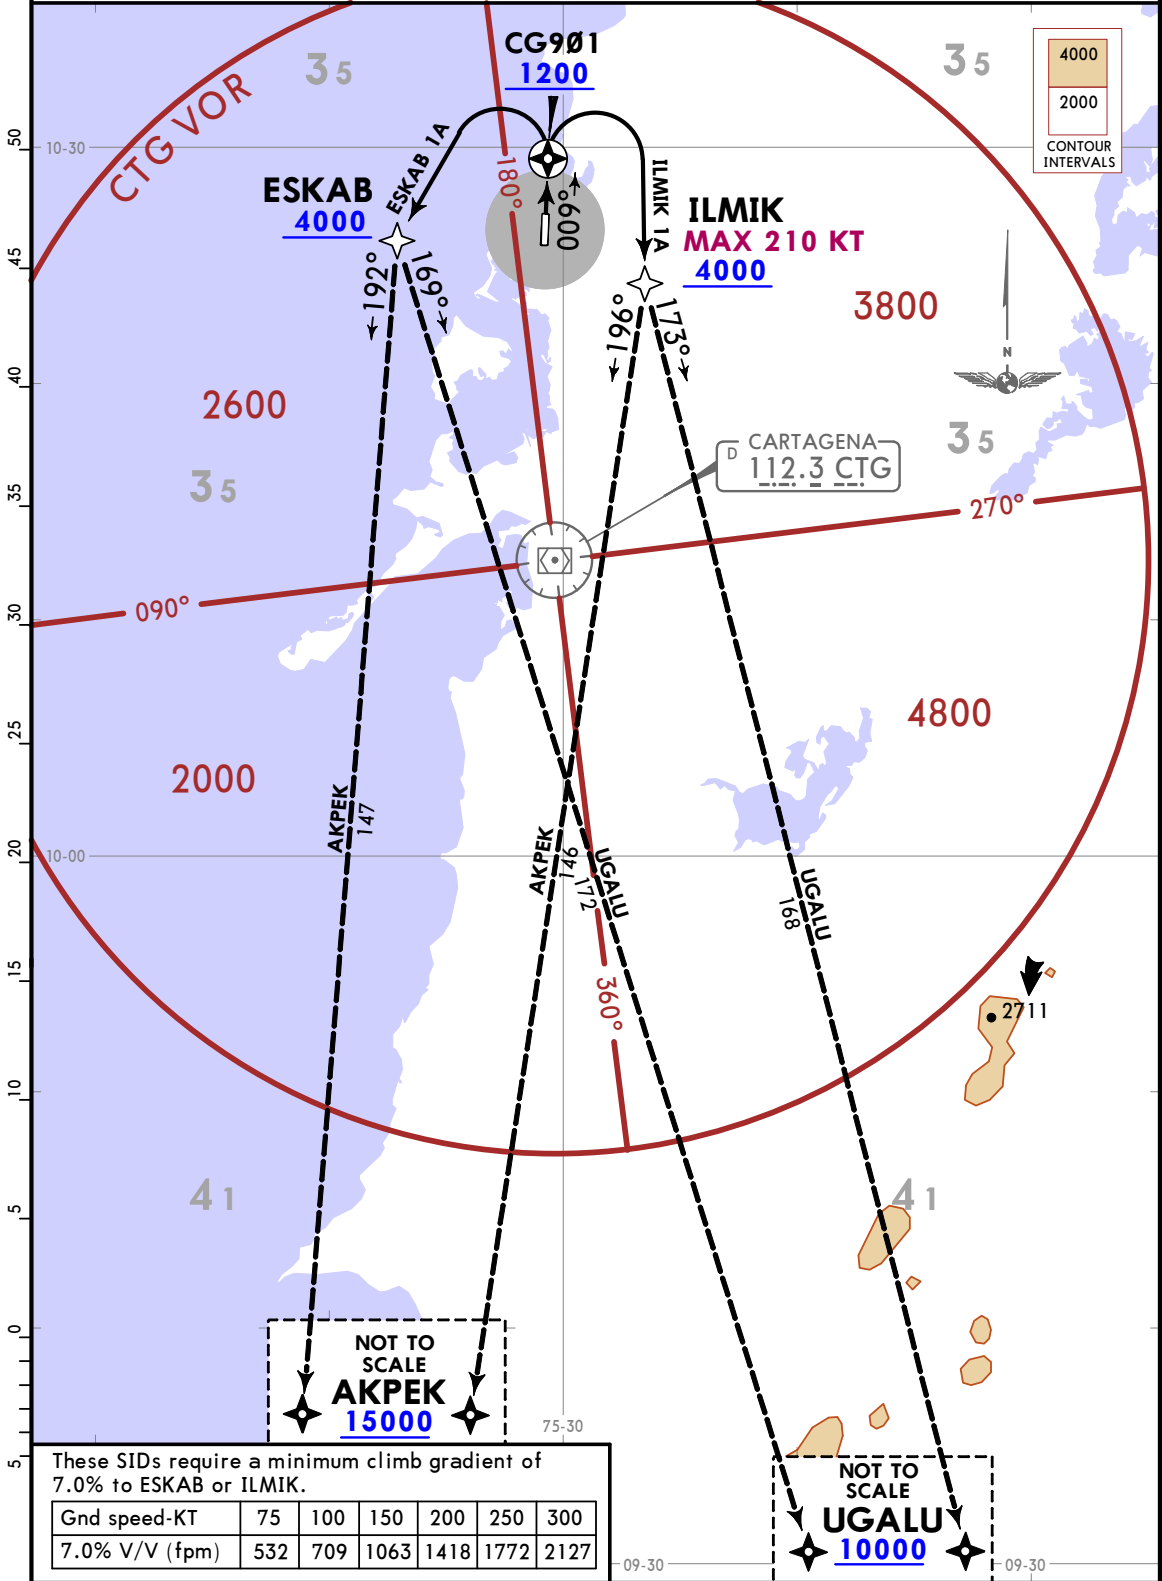 CG9Ø1
1200
35
35
4000
2000
CONTOUR
INTERVALS
CTG VOR
50
10-30
ESKAB 1A
180°
006°
ILMIK 1A
ESKAB
4000
ILMIK
MAX 210 KT
4000
45
192°
169°
196°
173°
3800
N
40
2600
35
35
CARTAGENA
D
112.3 CTG
35
270°
30
090°
25
4800
2000
AKPEK
147
20
10-00
AKPEK
146
172
UGALU
168
UGALU
15
360°
2711
10
5
41
41
0
NOT TO
SCALE
AKPEK
15000
75-30
5
These SIDs require a minimum climb gradient of
7.0% to ESKAB or ILMIK.
Gnd speed-KT 75 100 150 200 250 300
7.0% V/V (fpm) 532 709 1063 1418 1772 2127
NOT TO
SCALE
UGALU
10000
09-30
09-30